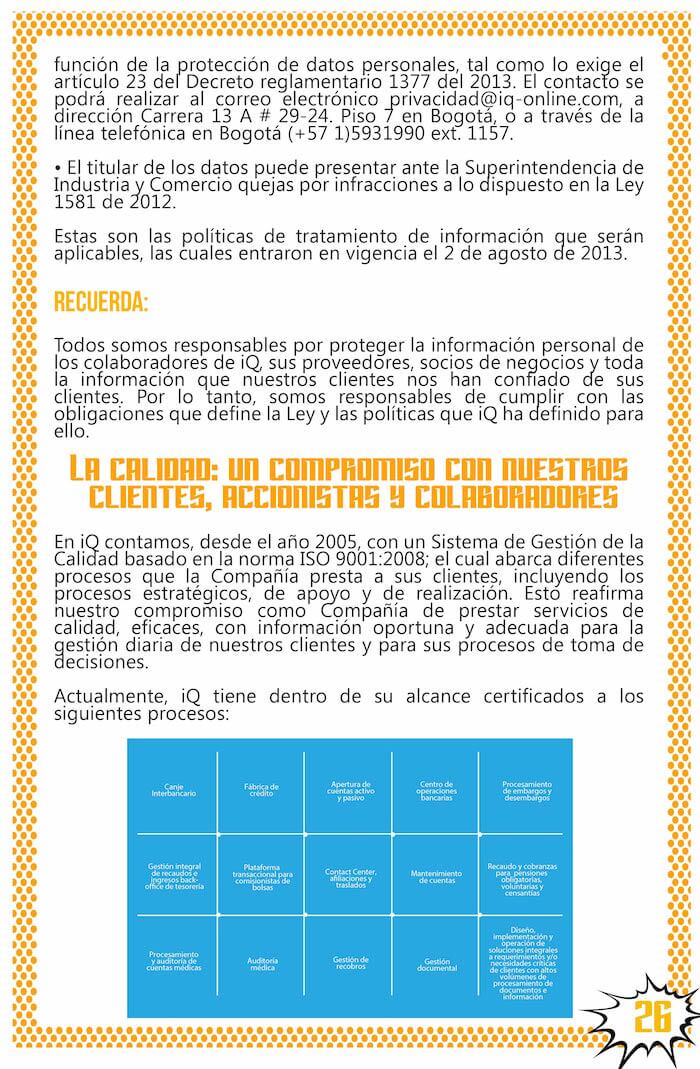 función de la protección de datos personales, tal como lo exige el
artículo 23 del Decreto reglamentario 1377 del 2013. El contacto se
podrá realizar al correo electrónico privacidad@iq-online.com, a
dirección Carrera 13 A # 29-24. Piso 7 en Bogotá, o a través de la
línea telefónica en Bogotá (+57 1)5931990 ext. 1157.
• El titular de los datos puede presentar ante la Superintendencia de
Industria y Comercio quejas por infracciones a lo dispuesto en la Ley
1581 de 2012.
Estas son las políticas de tratamiento de información que serán
aplicables, las cuales entraron en vigencia el 2 de agosto de 2013.
RECUERDA:
Todos somos responsables por proteger la información personal de
los colaboradores de iQ, sus proveedores, socios de negocios y toda
la información que nuestros clientes nos han confiado de sus
clientes. Por lo tanto, somos responsables de cumplir con las
obligaciones que define la Ley y las políticas que iQ ha definido para
ello.
La calidad: un compromiso con nuestros
clientes, accionistas y colaboradores
En iQ contamos, desde el año 2005, con un Sistema de Gestión de la
Calidad basado en la norma ISO 9001:2008; el cual abarca diferentes
procesos que la Compañía presta a sus clientes, incluyendo los
procesos estratégicos, de apoyo y de realización. Esto reafirma
nuestro compromiso como Compañía de prestar servicios de
calidad, eficaces, con información oportuna y adecuada para la
gestión diaria de nuestros clientes y para sus procesos de toma de
decisiones.
Actualmente, iQ tiene dentro de su alcance certificados a los
siguientes procesos:
Canje
Interbancario
Fábrica de
crédito
Apertura de
cuentas activo
y pasivo
Centro de
operaciones
bancarias
Procesamiento
de embargos y
desembargos
Gestión integral
de recaudos e
ingresos back-
office de tesorería
Plataforma
transaccional para
comisionistas de
bolsas
Contact Center,
afiliaciones y
traslados
Mantenimiento
de cuentas
Recaudo y cobranzas
para pensiones
obligatorias,
voluntarias y
censantías
Procesamiento
y auditoría de
cuentas médicas
Auditoría
médica
Gestión de
recobros
Gestión
documental
Diseño,
implementación y
operación de
soluciones integrales
a requerimientos y/o
necesidades críticas
de clientes con altos
volúmenes de
procesamiento de
documentos e
información
26